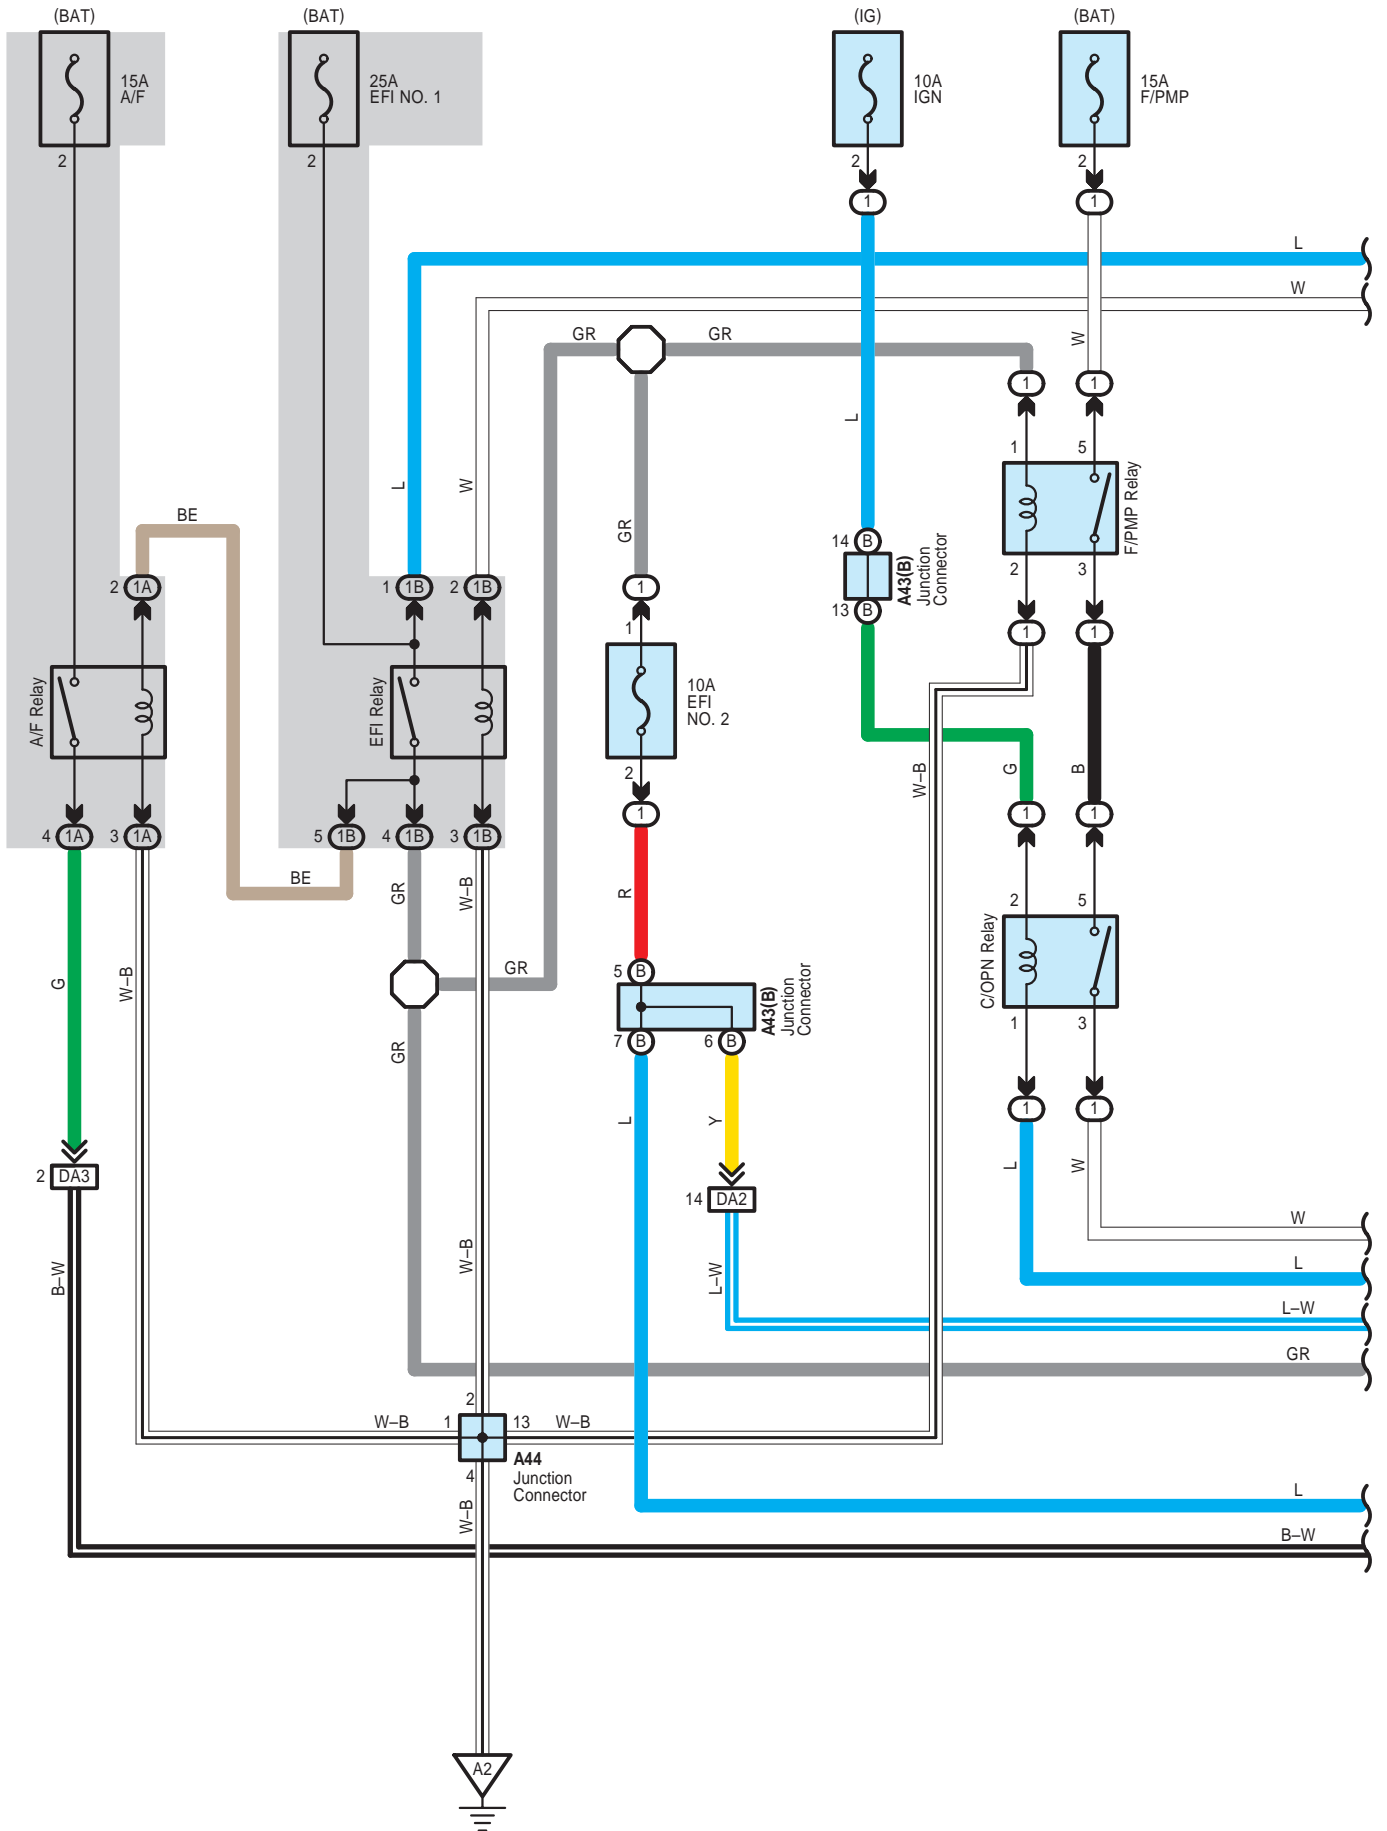 (BAT)
(BAT)
(IG)
(BAT)
15A
A/F
25A
EFI NO. 1
10A
IGN
15A
F/PMP
2
2
2
2
1
1
L
W
GR
GR
W
1
1
L
1
5
L
W
GR
F/PMP Relay
BE
14 B
A43(B)
Junction
Connector
2
3
2 1A
1 1B
2 1B
1
13 B
1
1
1
A/F Relay
EFI Relay
10A
EFI
NO. 2
2
W–B
G
B
1
1
1
4 1A
3 1A
5 1B
4 1B
3 1B
BE
GR
W–B
R
2
5
C/OPN Relay
G
W–B
GR
5 B
A43(B)
Junction
Connector
1
3
7 B
6 B
GR
L
Y
1
1
2 DA3
14 DA2
L
W
W
B–W
W–B
L–W
L
L–W
GR
2
W–B
1
13
W–B
A44
Junction
Connector
4
W–B
L
B–W
A2